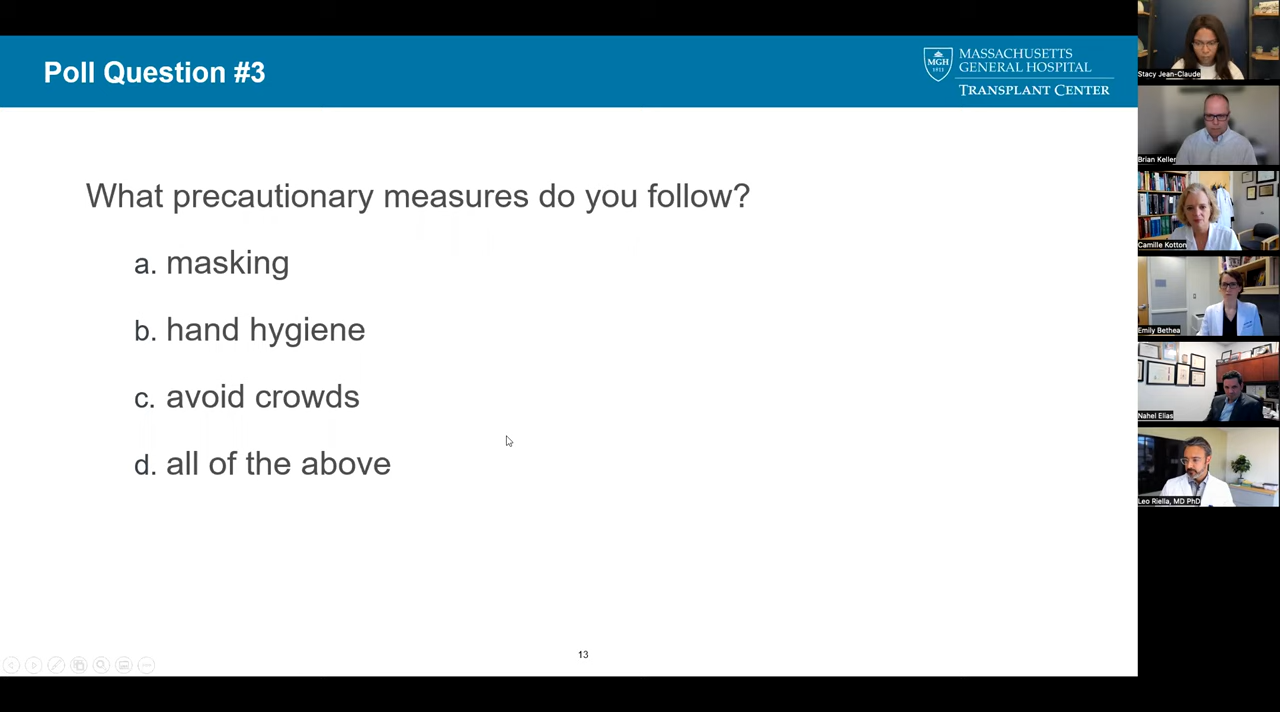 Poll Question #3
MGH
1811
MASSACHUSETTS
GENERAL HOSPITAL
TRANSPLANT CENTER
What precautionary measures do you follow?
a. masking
b. hand hygiene
c. avoid crowds
d. all of the above
13
Stacy Jean-Claude
Brian Keller
Camille Kotton
Emily Bethea
Nahel Elias
Leo Riella, MD PhD